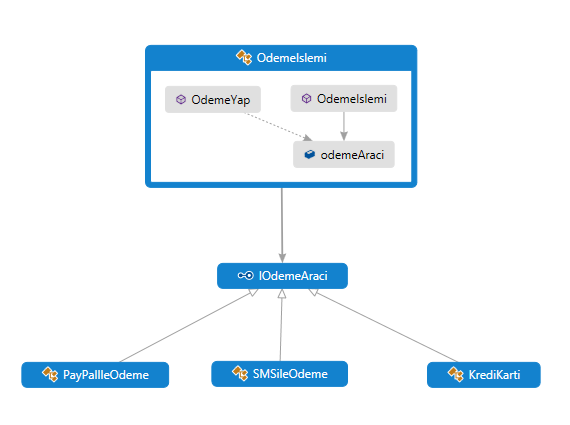 OdemeIslemi
OdemeYap
OdemeIslemi
odemeAraci
IOdemeAraci
PayPalIleOdeme
SMSileOdeme
KrediKarti